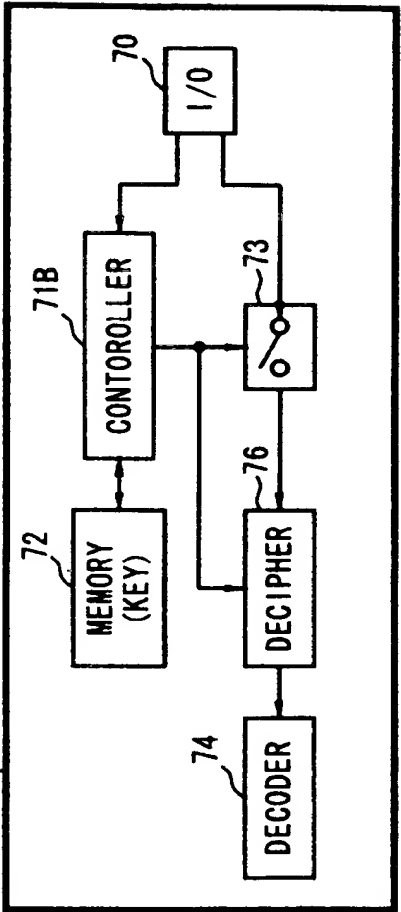 72
MEMORY
(KEY)
71B
CONTOROLLER
70
I/O
74
DECODER
76
DECIPHER
73